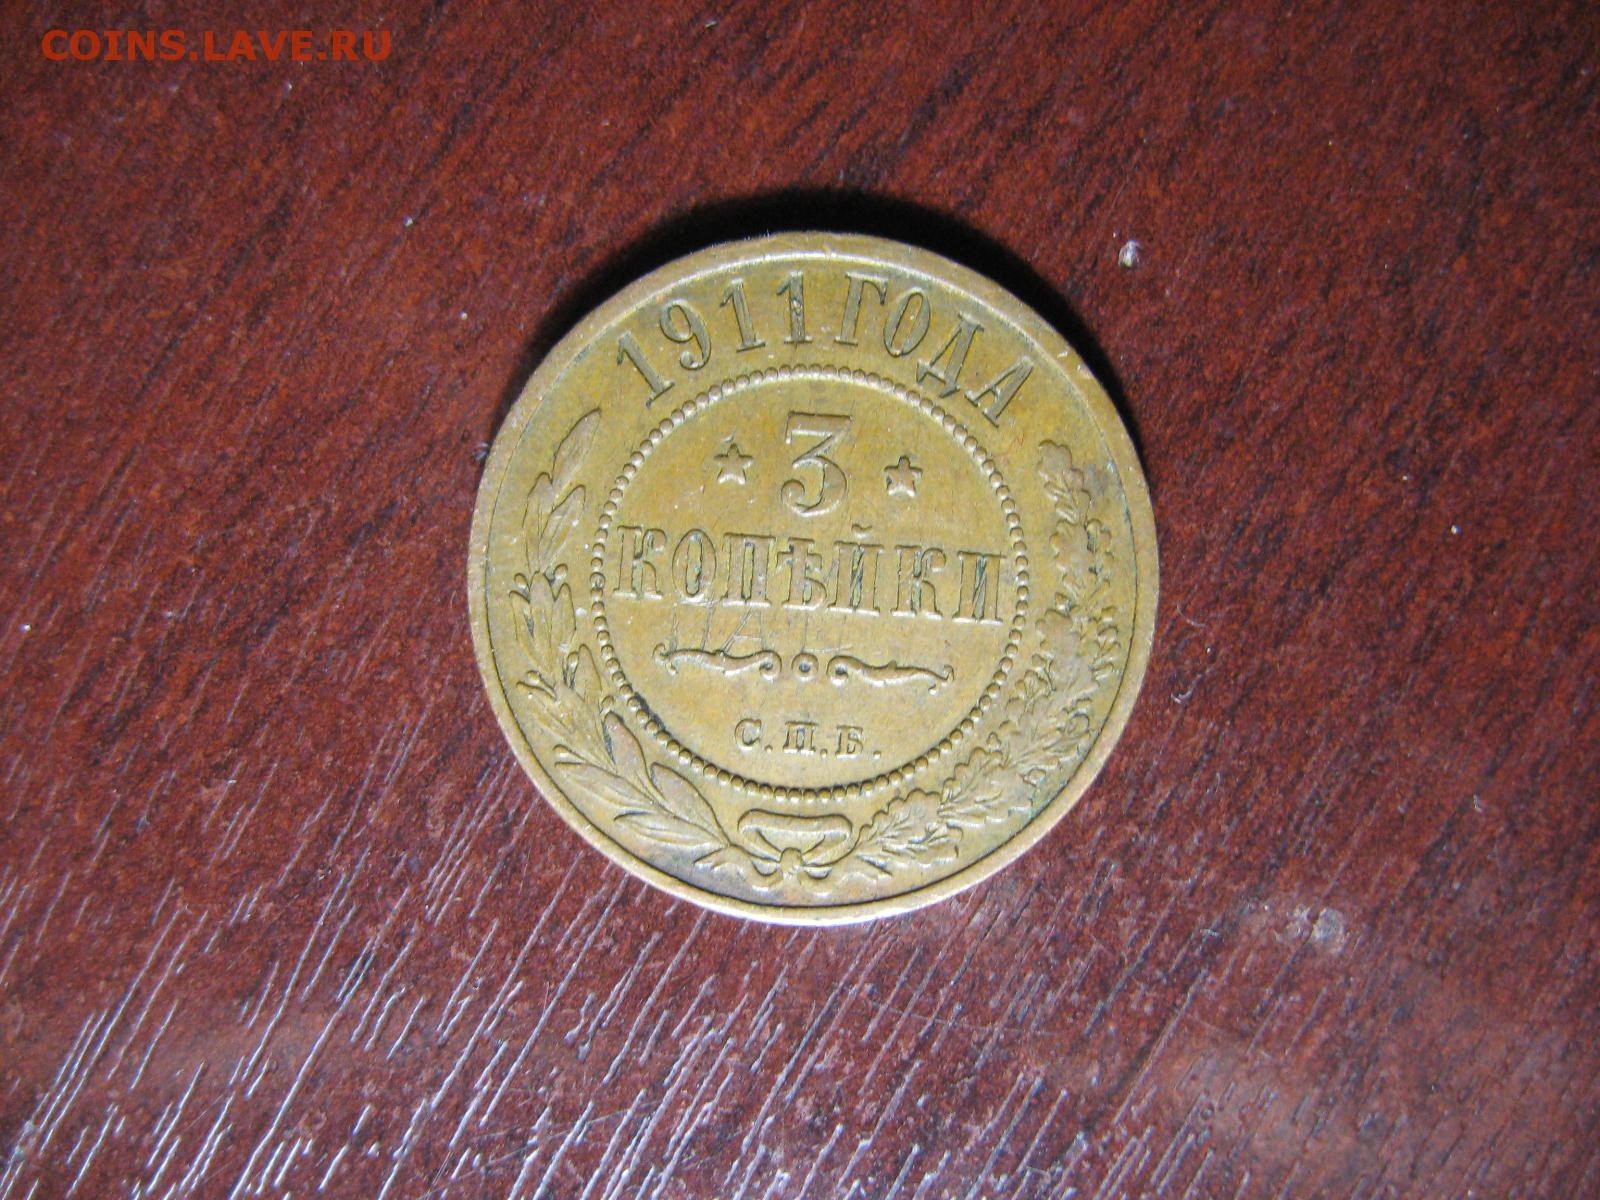 COINS.LAVE.RU
1911 ГОДА
3
КОПѢЙКИ
С.П.Б.